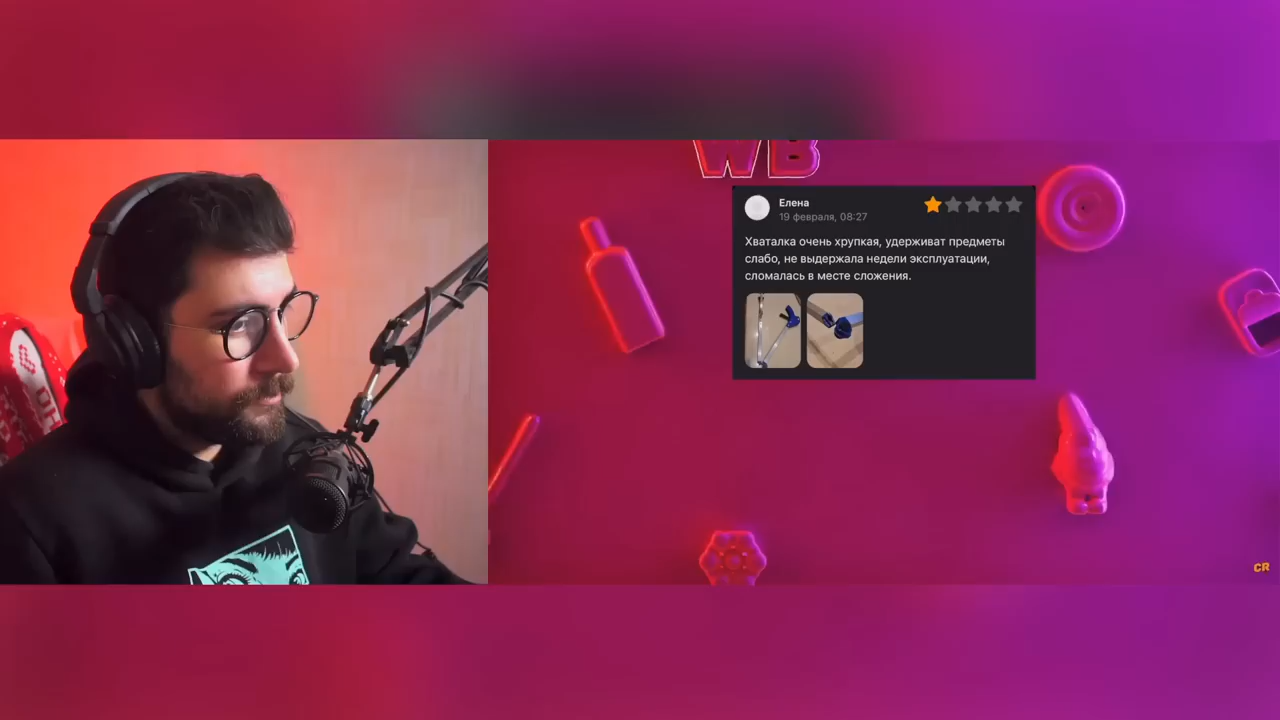 WB
Елена
19 февраля, 08:27
Хваталка очень хрупкая, удерживат предметы
слабо, не выдержала недели эксплуатации,
сломалась в месте сложения.
CR